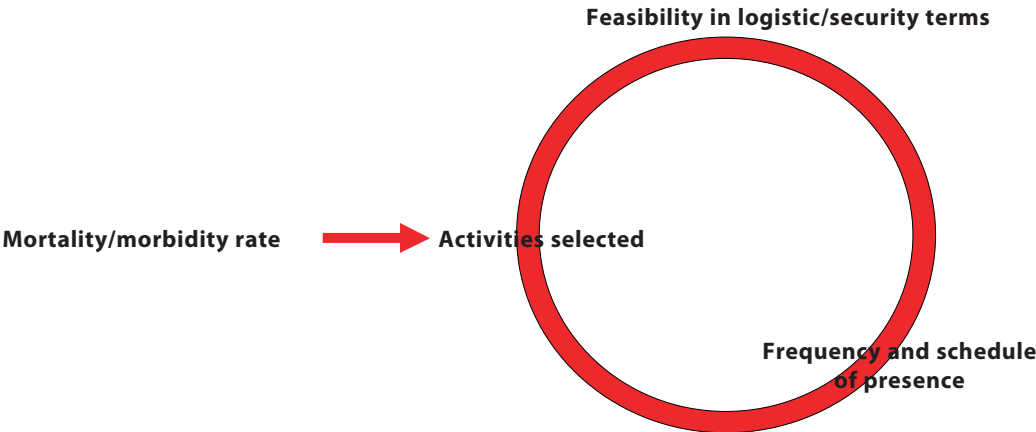 Feasibility in logistic/security terms
Mortality/morbidity rate
Activities selected
Frequency and schedule
of presence